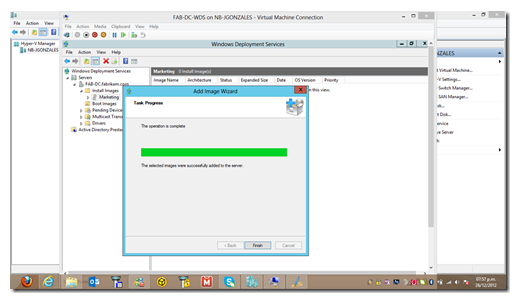 FAB-DC-WDS on NB-JGONZALES - Virtual Machine Connection
File Action View
File Action Media Clipboard View Help
Hyper-V Manager
NB-JGONZALES
Windows Deployment Services
File Action View Help
Windows Deployment Services
Servers
FAB-DC.fabrikam.com
Install Images
Marketing
Boot Images
Pending Device
Multicast Trans
Drivers
Active Directory Prestag
Marketing 0 Install Image(s)
Image Name Architecture Status Expanded Size Date OS Version Priority
n this view.
Add Image Wizard
Task Progress
The operation is complete
The selected images were successfully added to the server.
< Back Finish Cancel
ZALES
Virtual Machine...
V Settings...
Switch Manager...
SAN Manager...
Disk...
ervice
ve Server
07:57 p.m.
26/12/2012